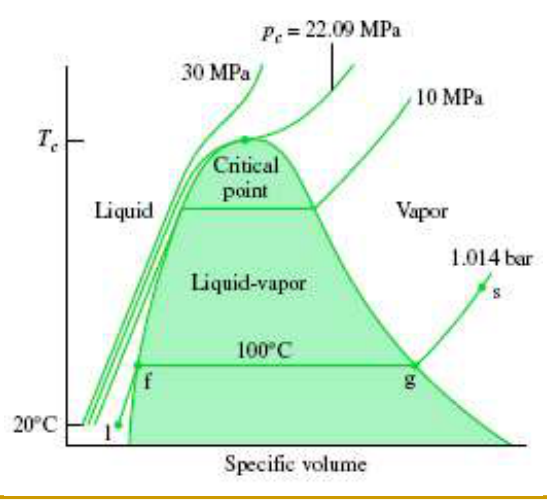 p_c = 22.09 MPa
30 MPa
10 MPa
T_c
Critical
point
Liquid
Vapor
1.014 bar
s
Liquid-vapor
100°C
f
g
20°C
l
Specific volume